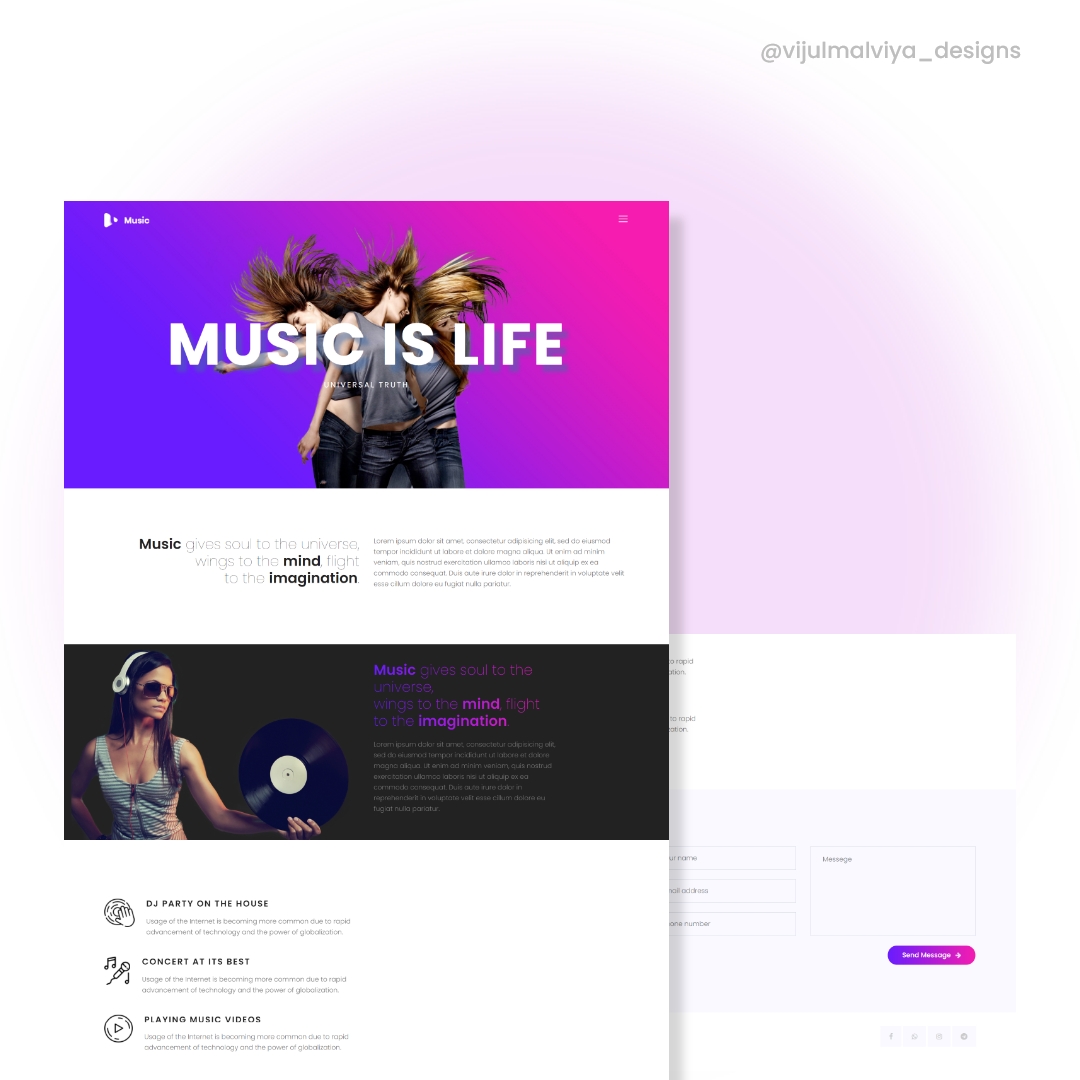 @vijulmalviya_designs
Music
MUSIC IS LIFE
UNIVERSAL TRUTH
Music gives soul to the universe,
wings to the mind, flight
to the imagination.
Lorem ipsum dolor sit amet, consectetur adipisicing elit, sed do eiusmod
tempor incididunt ut labore et dolore magna aliqua. Ut enim ad minim
veniam, quis nostrud exercitation ullamco laboris nisi ut aliquip ex ea
commodo consequat. Duis aute irure dolor in reprehenderit in voluptate velit
esse cillum dolore eu fugiat nulla pariatur.
Music gives soul to the
universe,
wings to the mind, flight
to the imagination.
Lorem ipsum dolor sit amet, consectetur adipisicing elit,
sed do eiusmod tempor incididunt ut labore et dolore
magna aliqua. Ut enim ad minim veniam, quis nostrud
exercitation ullamco laboris nisi ut aliquip ex ea
commodo consequat. Duis aute irure dolor in
reprehenderit in voluptate velit esse cillum dolore eu
fugiat nulla pariatur.
DJ PARTY ON THE HOUSE
Usage of the Internet is becoming more common due to rapid
advancement of technology and the power of globalization.
CONCERT AT ITS BEST
Usage of the Internet is becoming more common due to rapid
advancement of technology and the power of globalization.
PLAYING MUSIC VIDEOS
Usage of the Internet is becoming more common due to rapid
advancement of technology and the power of globalization.
to rapid
ation.
to rapid
zation.
ur name
mail address
one number
Messege
Send Message